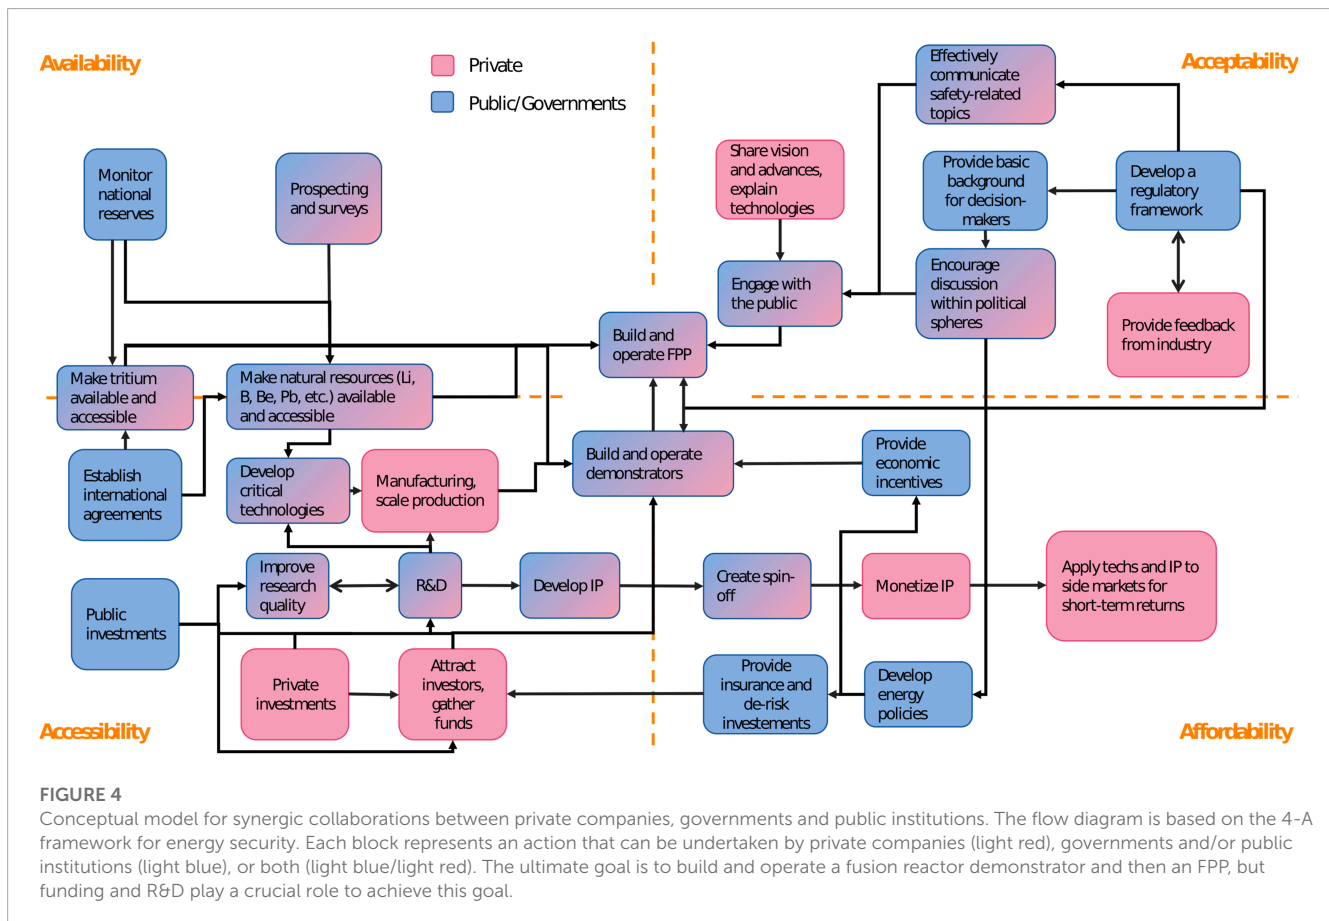 Availability
Private
Public/Governments
Acceptability
Effectively
communicate
safety-related
topics
Monitor
national
reserves
Prospecting
and surveys
Share vision
and advances,
explain
technologies
Provide basic
background
for decision-
makers
Develop a
regulatory
framework
Engage with
the public
Encourage
discussion
within political
spheres
Provide feedback
from industry
Build and
operate FPP
Make tritium
available and
accessible
Make natural resources (Li,
B, Be, Pb, etc.) available
and accessible
Establish
international
agreements
Develop
critical
technologies
Manufacturing,
scale production
Build and operate
demonstrators
Provide
economic
incentives
Improve
research
quality
R&D
Develop IP
Create spin-
off
Monetize IP
Apply techs and IP to
side markets for
short-term returns
Public
investments
Private
investments
Attract
investors,
gather
funds
Provide
insurance and
de-risk
investements
Develop
energy
policies
Accessibility
Affordability
FIGURE 4
Conceptual model for synergic collaborations between private companies, governments and public institutions. The flow diagram is based on the 4-A
framework for energy security. Each block represents an action that can be undertaken by private companies (light red), governments and/or public
institutions (light blue), or both (light blue/light red). The ultimate goal is to build and operate a fusion reactor demonstrator and then an FPP, but
funding and R&D play a crucial role to achieve this goal.